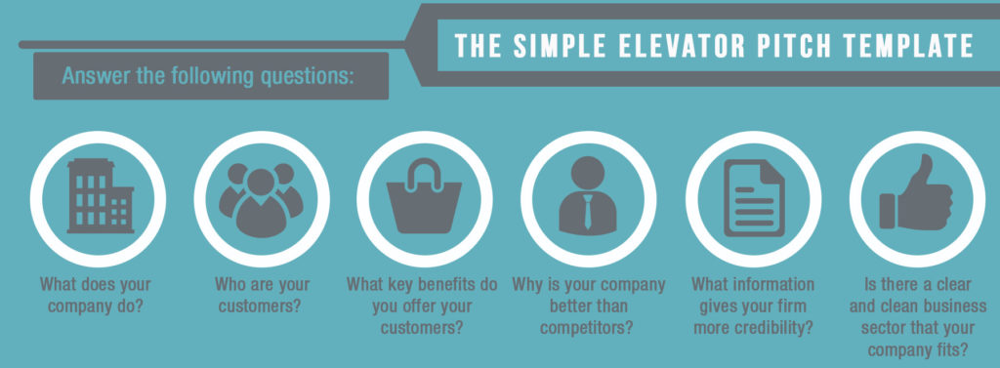 THE SIMPLE ELEVATOR PITCH TEMPLATE
Answer the following questions:
What does your
company do?
Who are your
customers?
What key benefits do
you offer your
customers?
Why is your company
better than
competitors?
What information
gives your firm
more credibility?
Is there a clear
and clean business
sector that your
company fits?